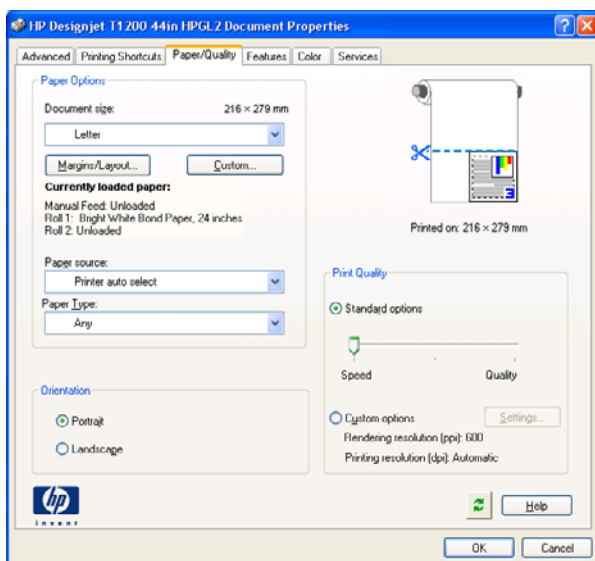 HP Designjet T1200 44in HPGL2 Document Properties
Advanced Printing Shortcuts Paper/Quality Features Color Services
Paper Options
Document size: 216 × 279 mm
Letter
Margins/Layout... Custom...
Currently loaded paper:
Manual Feed: Unloaded
Roll 1: Bright White Bond Paper, 24 inches
Roll 2: Unloaded
Paper source:
Printer auto select
Paper Type:
Any
Orientation
Portrait
Landscape
3
Printed on: 216 × 279 mm
Print Quality
Standard options
Speed Quality
Custom options Settings...
Rendering resolution (ppi): 600
Printing resolution (dpi): Automatic
hp
invent
Help
OK Cancel